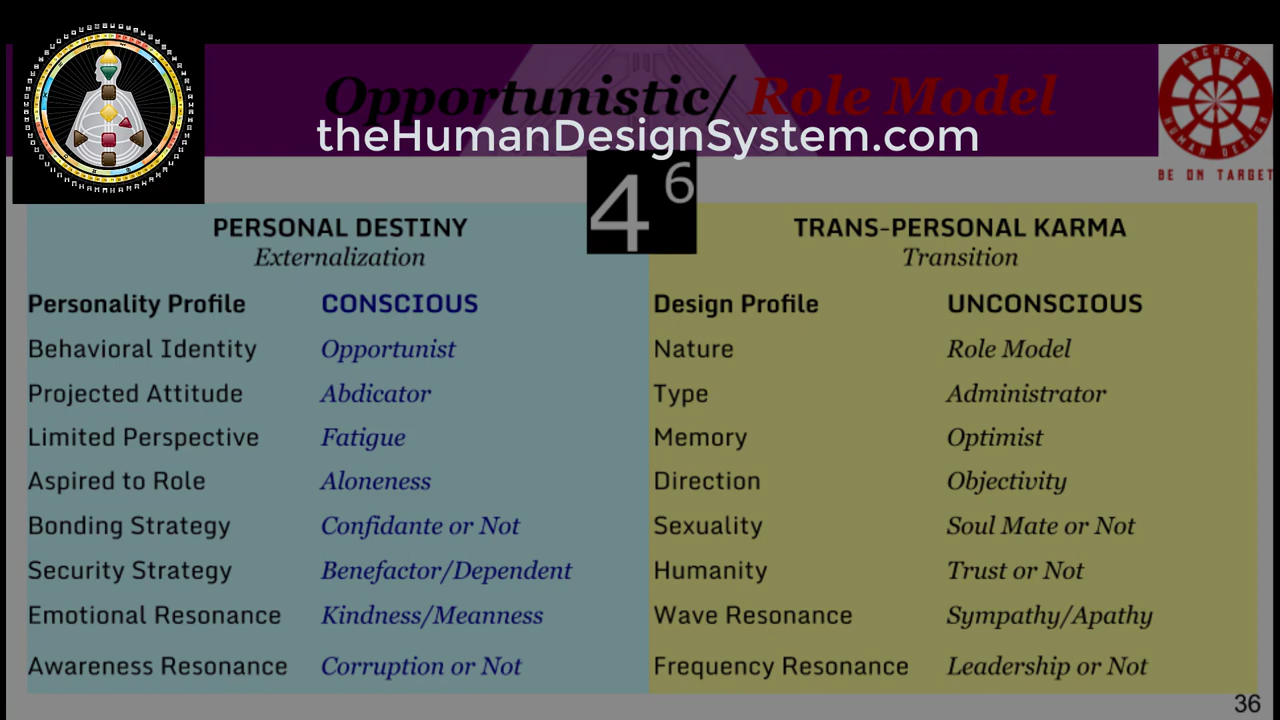 Opportunistic/ Role Model
theHumanDesignSystem.com
ARCHERS
HUMAN DESIGN
BE ON TARGET
4 6
PERSONAL DESTINY
Externalization
Personality Profile CONSCIOUS
Behavioral Identity Opportunist
Projected Attitude Abdicator
Limited Perspective Fatigue
Aspired to Role Aloneness
Bonding Strategy Confidante or Not
Security Strategy Benefactor/Dependent
Emotional Resonance Kindness/Meanness
Awareness Resonance Corruption or Not
TRANS-PERSONAL KARMA
Transition
Design Profile UNCONSCIOUS
Nature Role Model
Type Administrator
Memory Optimist
Direction Objectivity
Sexuality Soul Mate or Not
Humanity Trust or Not
Wave Resonance Sympathy/Apathy
Frequency Resonance Leadership or Not
36